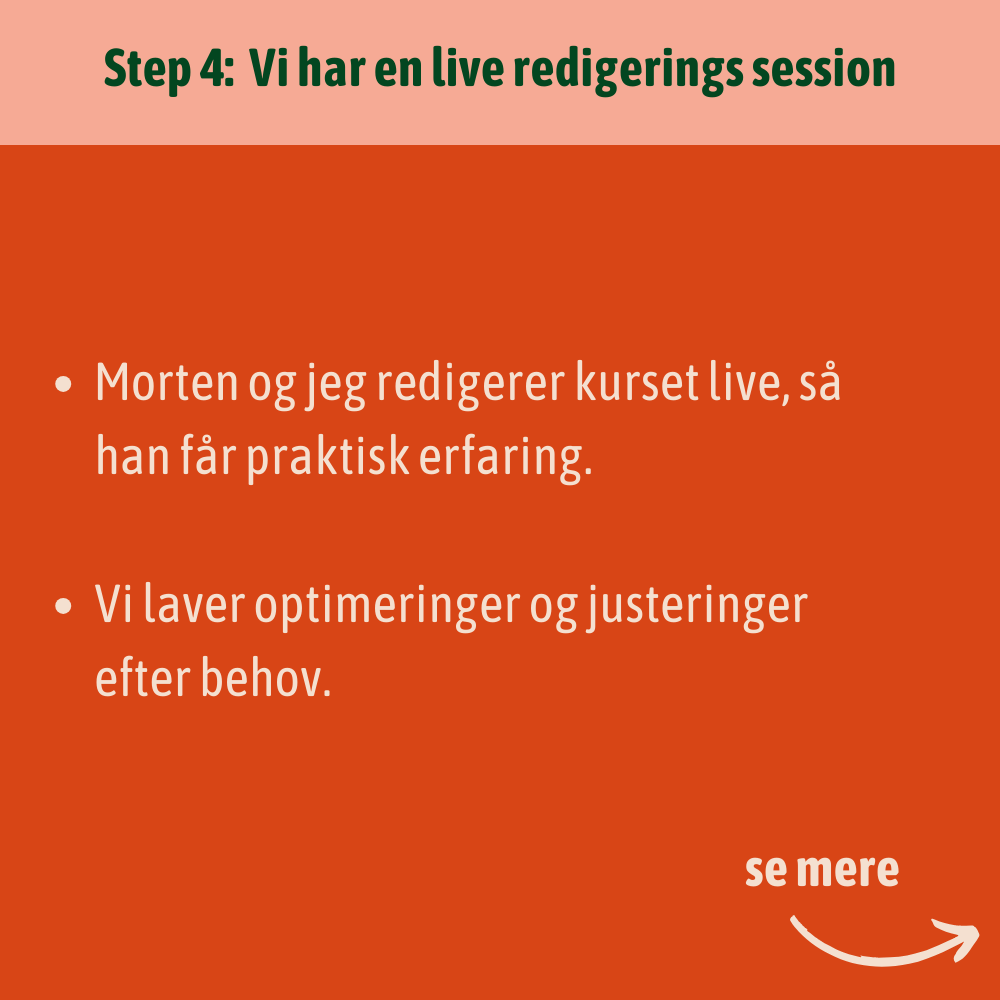 Step 4:  Vi har en live redigerings session
• Morten og jeg redigerer kurset live, så
han får praktisk erfaring.
• Vi laver optimeringer og justeringer
efter behov.
se mere